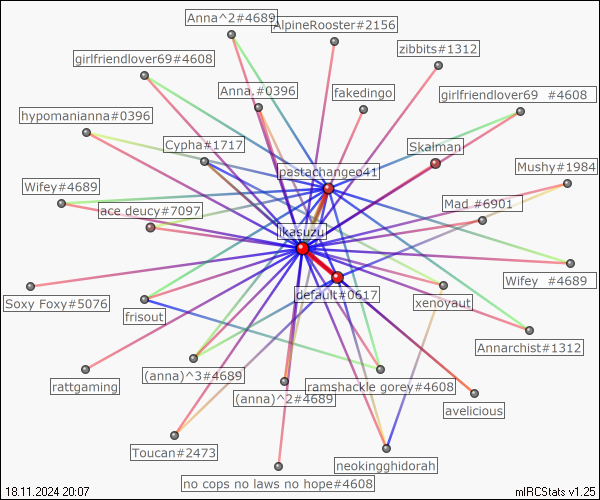 Anna^2#4689
AlpineRooster#2156
zibbits#1312
girlfriendlover69#4608
Anna.#0396
fakedingo
girlfriendlover69 #4608
hypomanianna#0396
Cypha#1717
Skalman
pastachangeo41
Mushy#1984
Wifey#4689
ace deucy#7097
Mad #6901
ikasuzu
Wifey #4689
Soxy Foxy#5076
default#0617
xenoyaut
frisout
Annarchist#1312
(anna)^3#4689
ramshackle gorey#4608
rattgaming
(anna)^2#4689
avelicious
Toucan#2473
neokingghidorah
no cops no laws no hope#4608
18.11.2024 20:07
mIRCStats v1.25